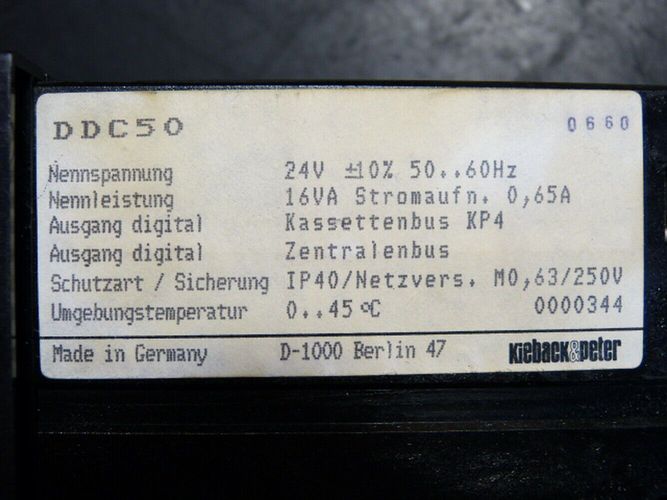 DDC50 0660
Nennspannung 24V ±10% 50..60Hz
Nennleistung 16VA Stromaufn. 0,65A
Ausgang digital Kassettenbus KP4
Ausgang digital Zentralenbus
Schutzart / Sicherung IP40/Netzvers. M0,63/250V
Umgebungstemperatur 0..45 °C 0000344
Made in Germany D-1000 Berlin 47 kieback&peter